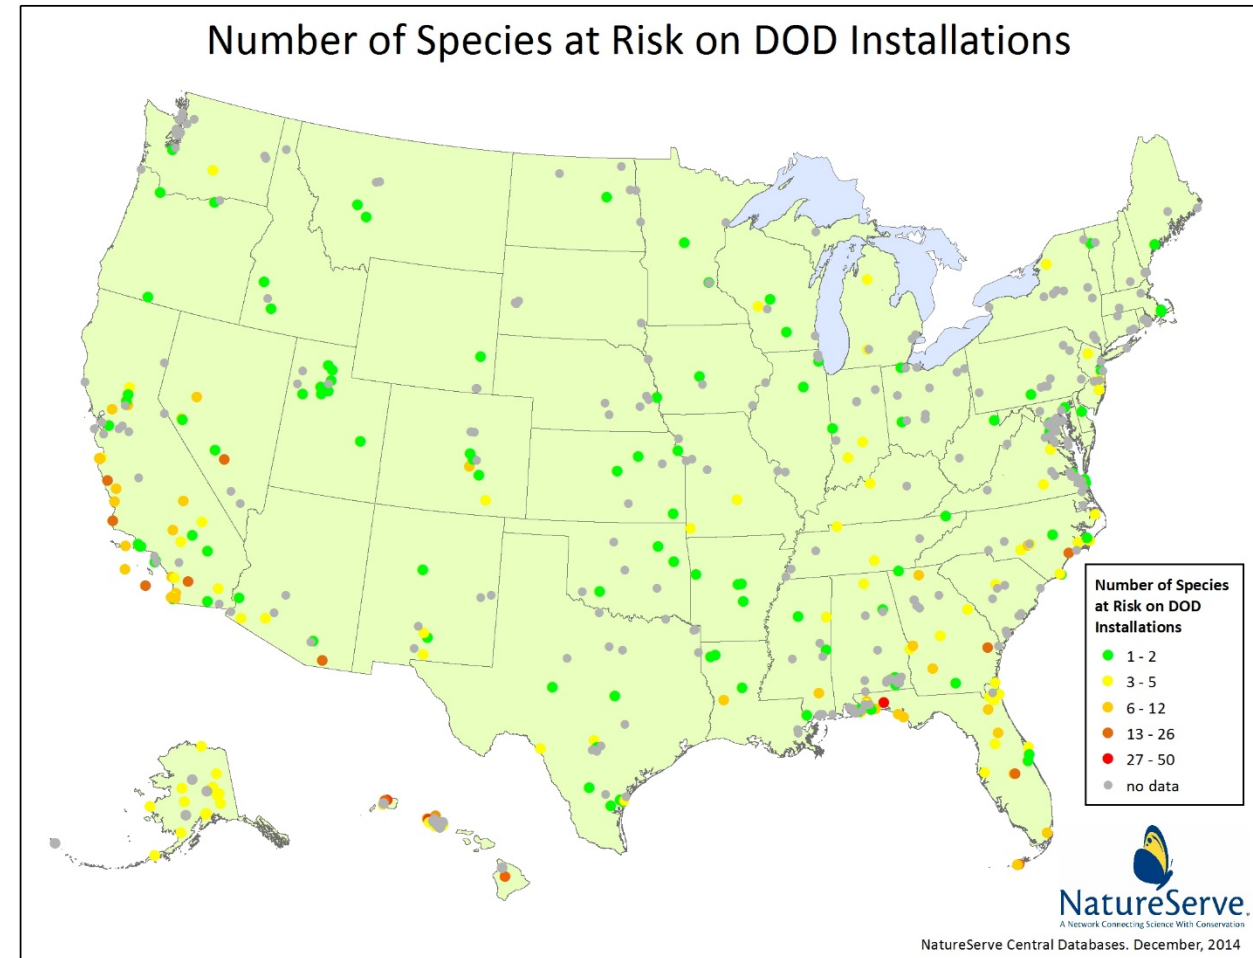 Number of Species at Risk on DOD Installations
Number of Species
at Risk on DOD
Installations
1 - 2
3 - 5
6 - 12
13 - 26
27 - 50
no data
NatureServe®
A Network Connecting Science With Conservation
NatureServe Central Databases. December, 2014